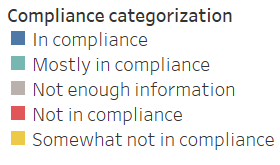 Compliance categorization
In compliance
Mostly in compliance
Not enough information
Not in compliance
Somewhat not in compliance